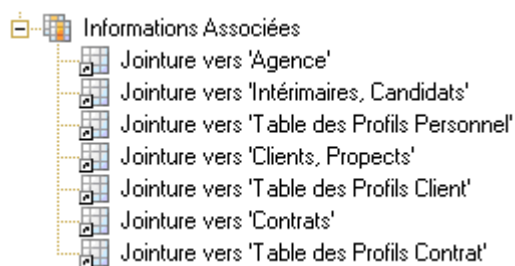 Informations Associées
Jointure vers 'Agence'
Jointure vers 'Intérimaires, Candidats'
Jointure vers 'Table des Profils Personnel'
Jointure vers 'Clients, Propects'
Jointure vers 'Table des Profils Client'
Jointure vers 'Contrats'
Jointure vers 'Table des Profils Contrat'